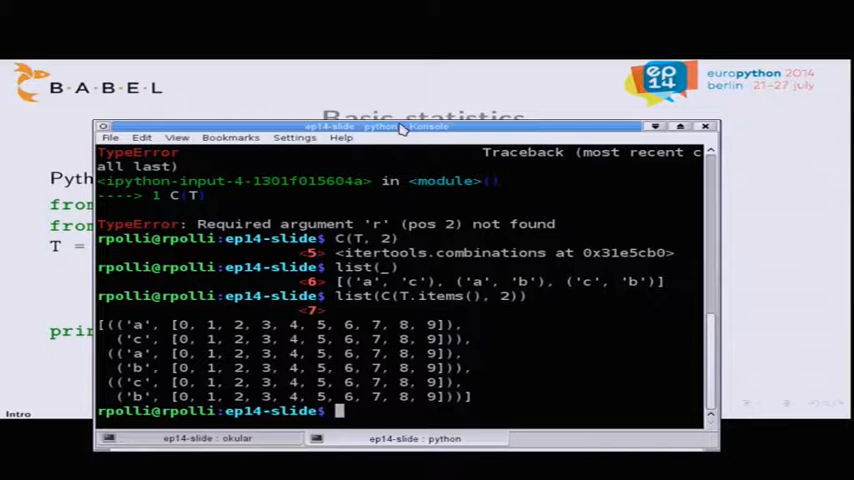 B·A·B·E·L
ep
14
europython 2014
berlin 21-27 july
Basic statistics
ep14-slide : python - Konsole
File Edit View Bookmarks Settings Help
TypeError Traceback (most recent c
all last)
<ipython-input-4-1301f015604a> in <module>()
----> 1 C(T)
TypeError: Required argument 'r' (pos 2) not found
rpolli@rpolli:ep14-slide$ C(T, 2)
<5> <itertools.combinations at 0x31e5cb0>
rpolli@rpolli:ep14-slide$ list(_)
<6> [('a', 'c'), ('a', 'b'), ('c', 'b')]
rpolli@rpolli:ep14-slide$ list(C(T.items(), 2))
<7>
[(('a', [0, 1, 2, 3, 4, 5, 6, 7, 8, 9]),
('c', [0, 1, 2, 3, 4, 5, 6, 7, 8, 9])),
(('a', [0, 1, 2, 3, 4, 5, 6, 7, 8, 9]),
('b', [0, 1, 2, 3, 4, 5, 6, 7, 8, 9])),
(('c', [0, 1, 2, 3, 4, 5, 6, 7, 8, 9]),
('b', [0, 1, 2, 3, 4, 5, 6, 7, 8, 9]))]
rpolli@rpolli:ep14-slide$
ep14-slide : okular ep14-slide : python
Pyth
from
from
T =
prin
Intro